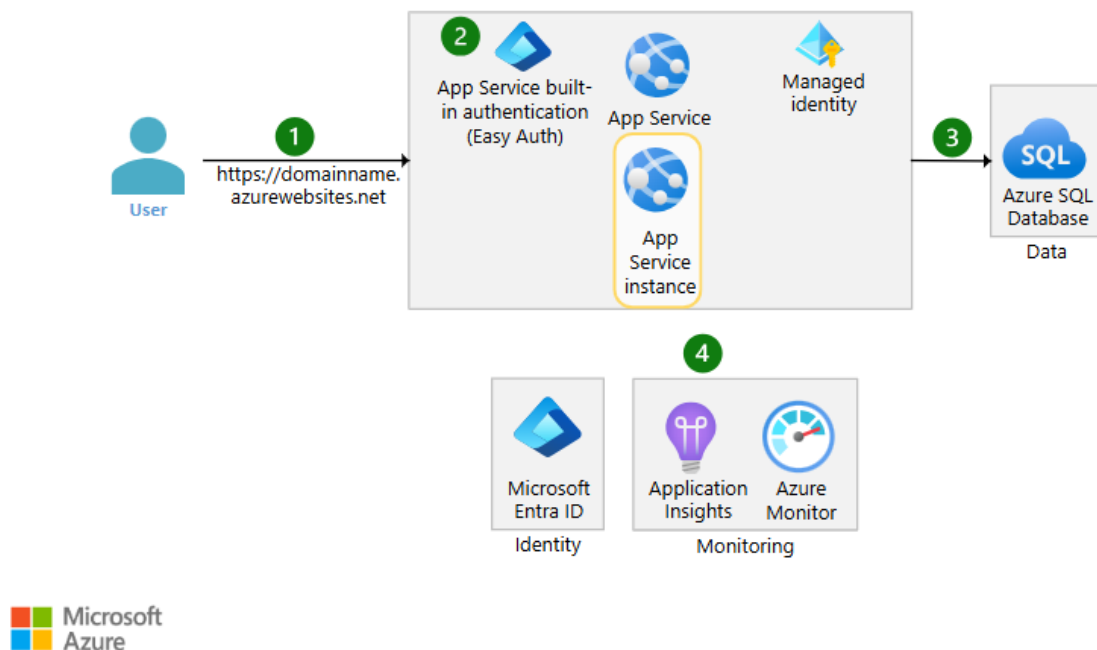 1
https://domainname.
azurewebsites.net
User
2
App Service built-
in authentication
(Easy Auth)
App Service
App
Service
instance
Managed
identity
3
SQL
Azure SQL
Database
Data
4
Microsoft
Entra ID
Identity
Application
Insights
Azure
Monitor
Monitoring
Microsoft
Azure